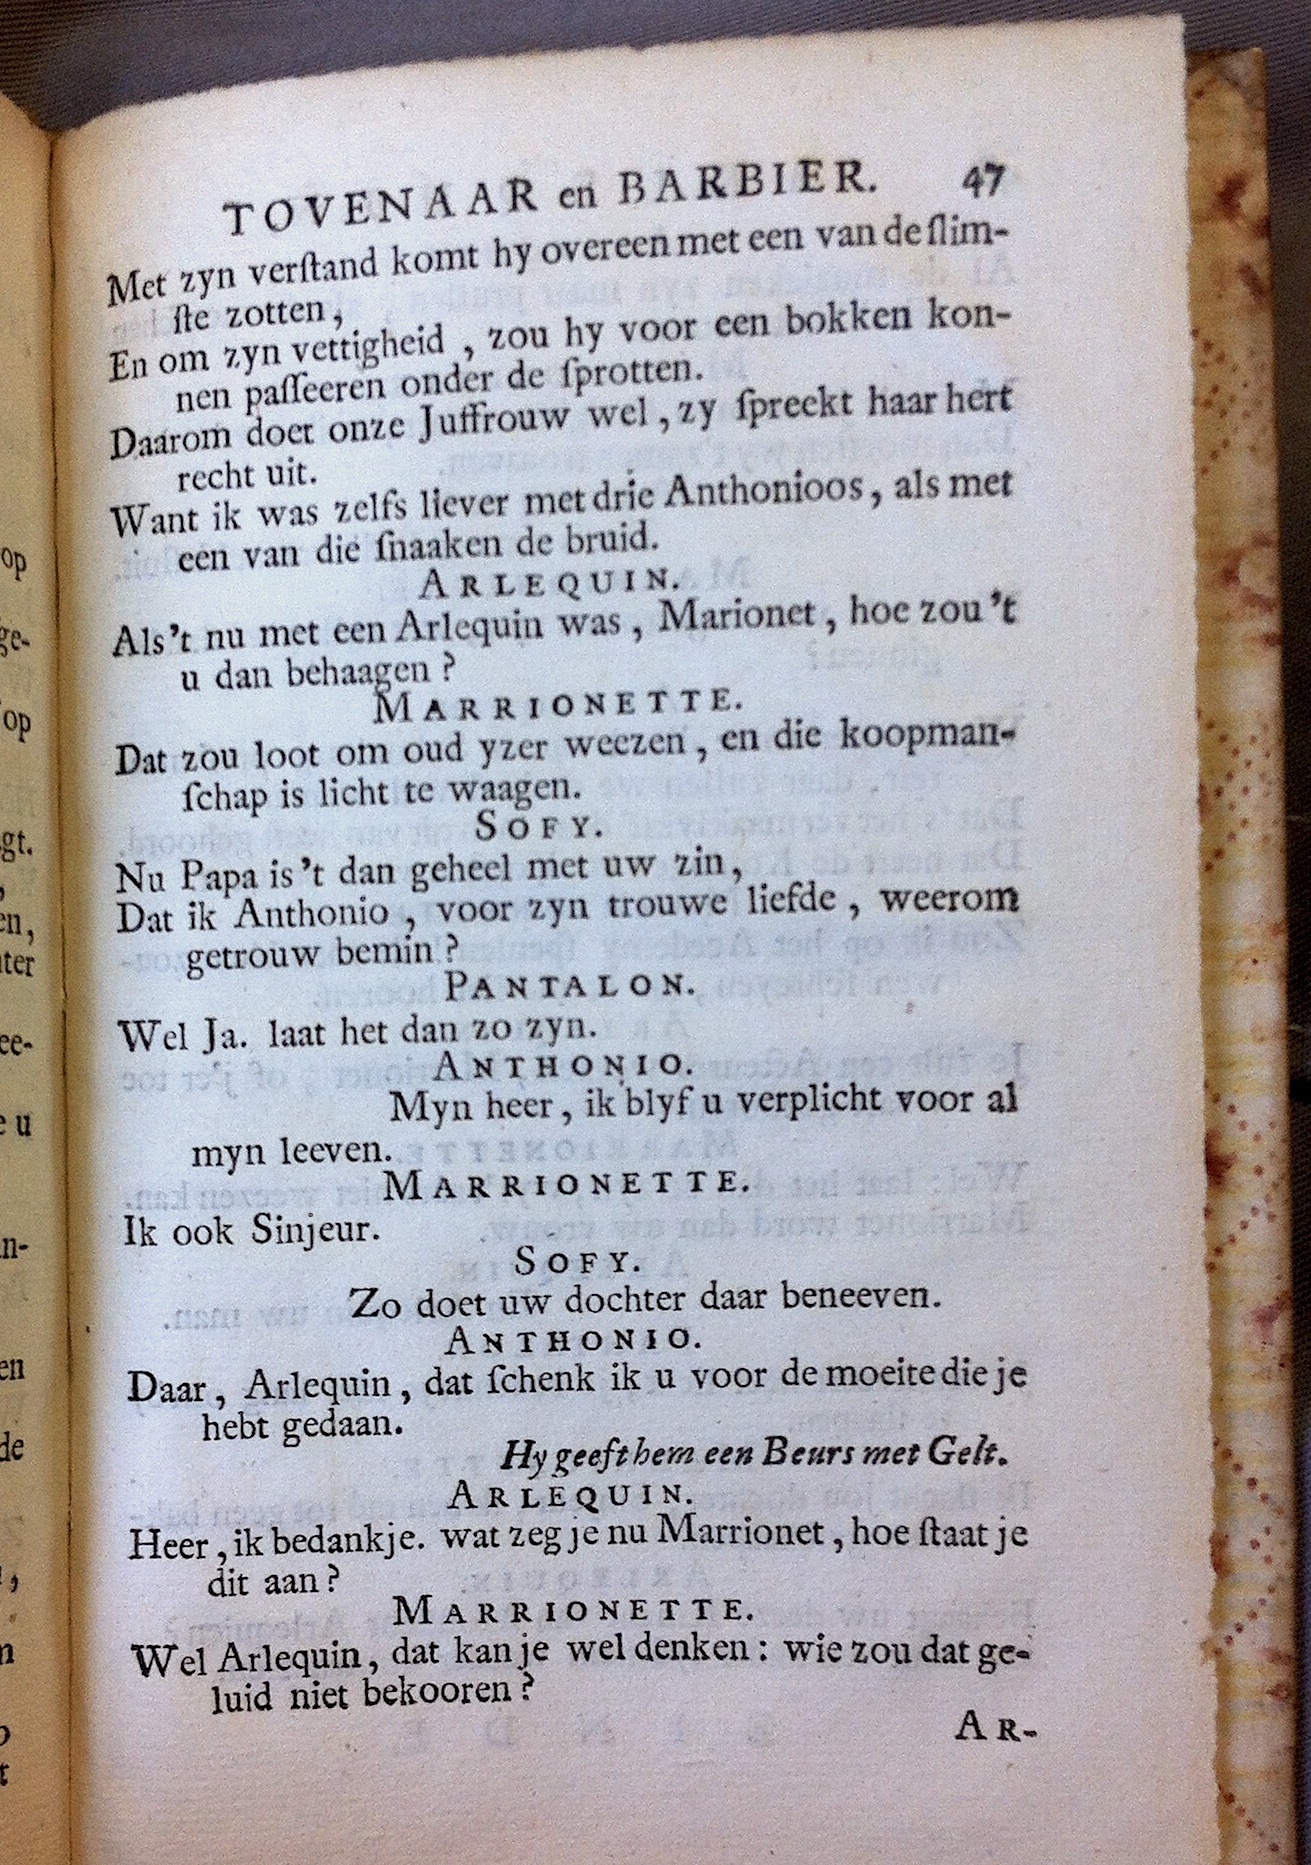 TOVENAAR en BARBIER. 47
Met zyn verſtand komt hy overeen met een van de ſlim-
ſte zotten,
En om zyn vettigheid, zou hy voor een bokken kon-
nen paſſeeren onder de ſprotten.
Daarom doet onze Juffrouw wel, zy ſpreekt haar hert
recht uit.
Want ik was zelfs liever met drie Anthonioos, als met
een van die ſnaaken de bruid.
ARLEQUIN.
Als 't nu met een Arlequin was, Marionet, hoe zou 't
u dan behaagen?
MARRIONETTE.
Dat zou loot om oud yzer weezen, en die koopman-
ſchap is licht te waagen.
SOFY.
Nu Papa is 't dan geheel met uw zin,
Dat ik Anthonio, voor zyn trouwe liefde, weerom
getrouw bemin?
PANTALON.
Wel Ja. laat het dan zo zyn.
ANTHONIO.
Myn heer, ik blyf u verplicht voor al
myn leeven.
MARRIONETTE.
Ik ook Sinjeur.
SOFY.
Zo doet uw dochter daar beneeven.
ANTHONIO.
Daar, Arlequin, dat ſchenk ik u voor de moeite die je
hebt gedaan.
Hy geeft hem een Beurs met Gelt.
ARLEQUIN.
Heer, ik bedankje. wat zeg je nu Marrionet, hoe ſtaat je
dit aan?
MARRIONETTE.
Wel Arlequin, dat kan je wel denken: wie zou dat ge-
luid niet bekooren?
AR-
op
ge-
op
gt.
,
en,
ter
ee-
e u
n-
en
de
,
t